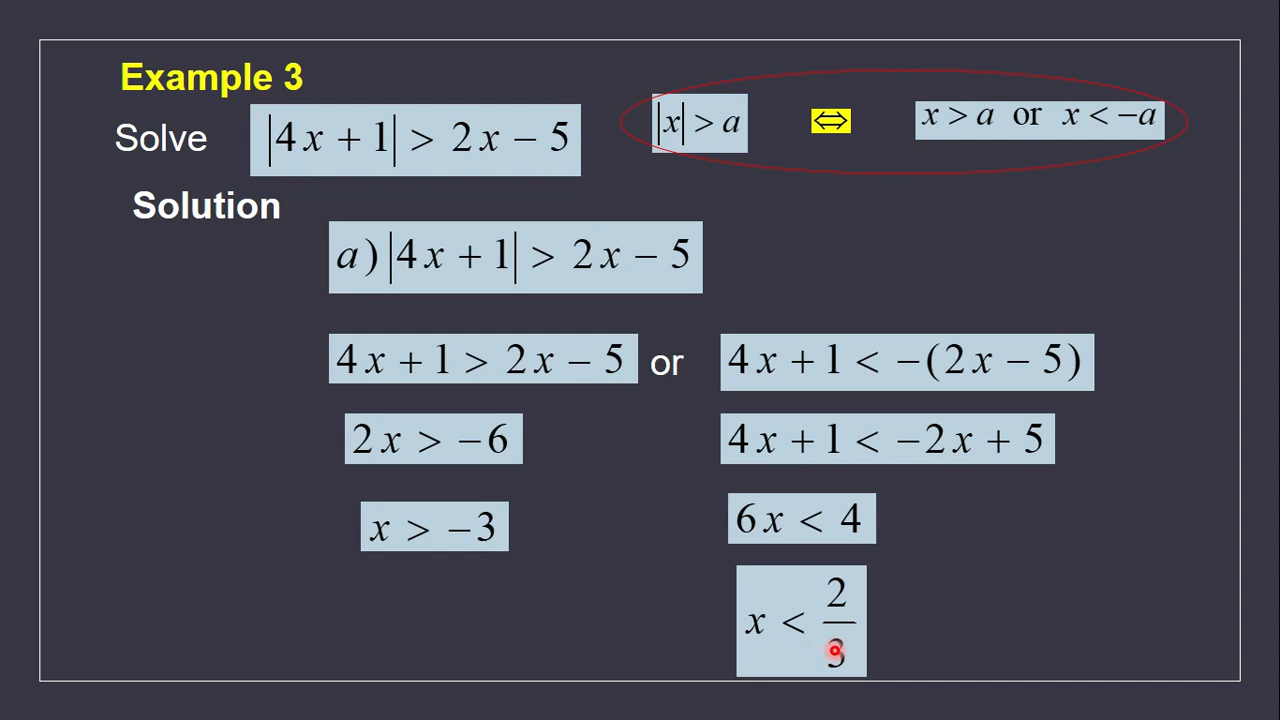 Example 3
Solve |4x + 1| > 2x − 5 |x| > a ⇔ x > a or x < −a
Solution
a) |4x + 1| > 2x − 5
4x + 1 > 2x − 5 or 4x + 1 < −(2x − 5)
2x > −6 4x + 1 < −2x + 5
x > −3 6x < 4
x < 2/3